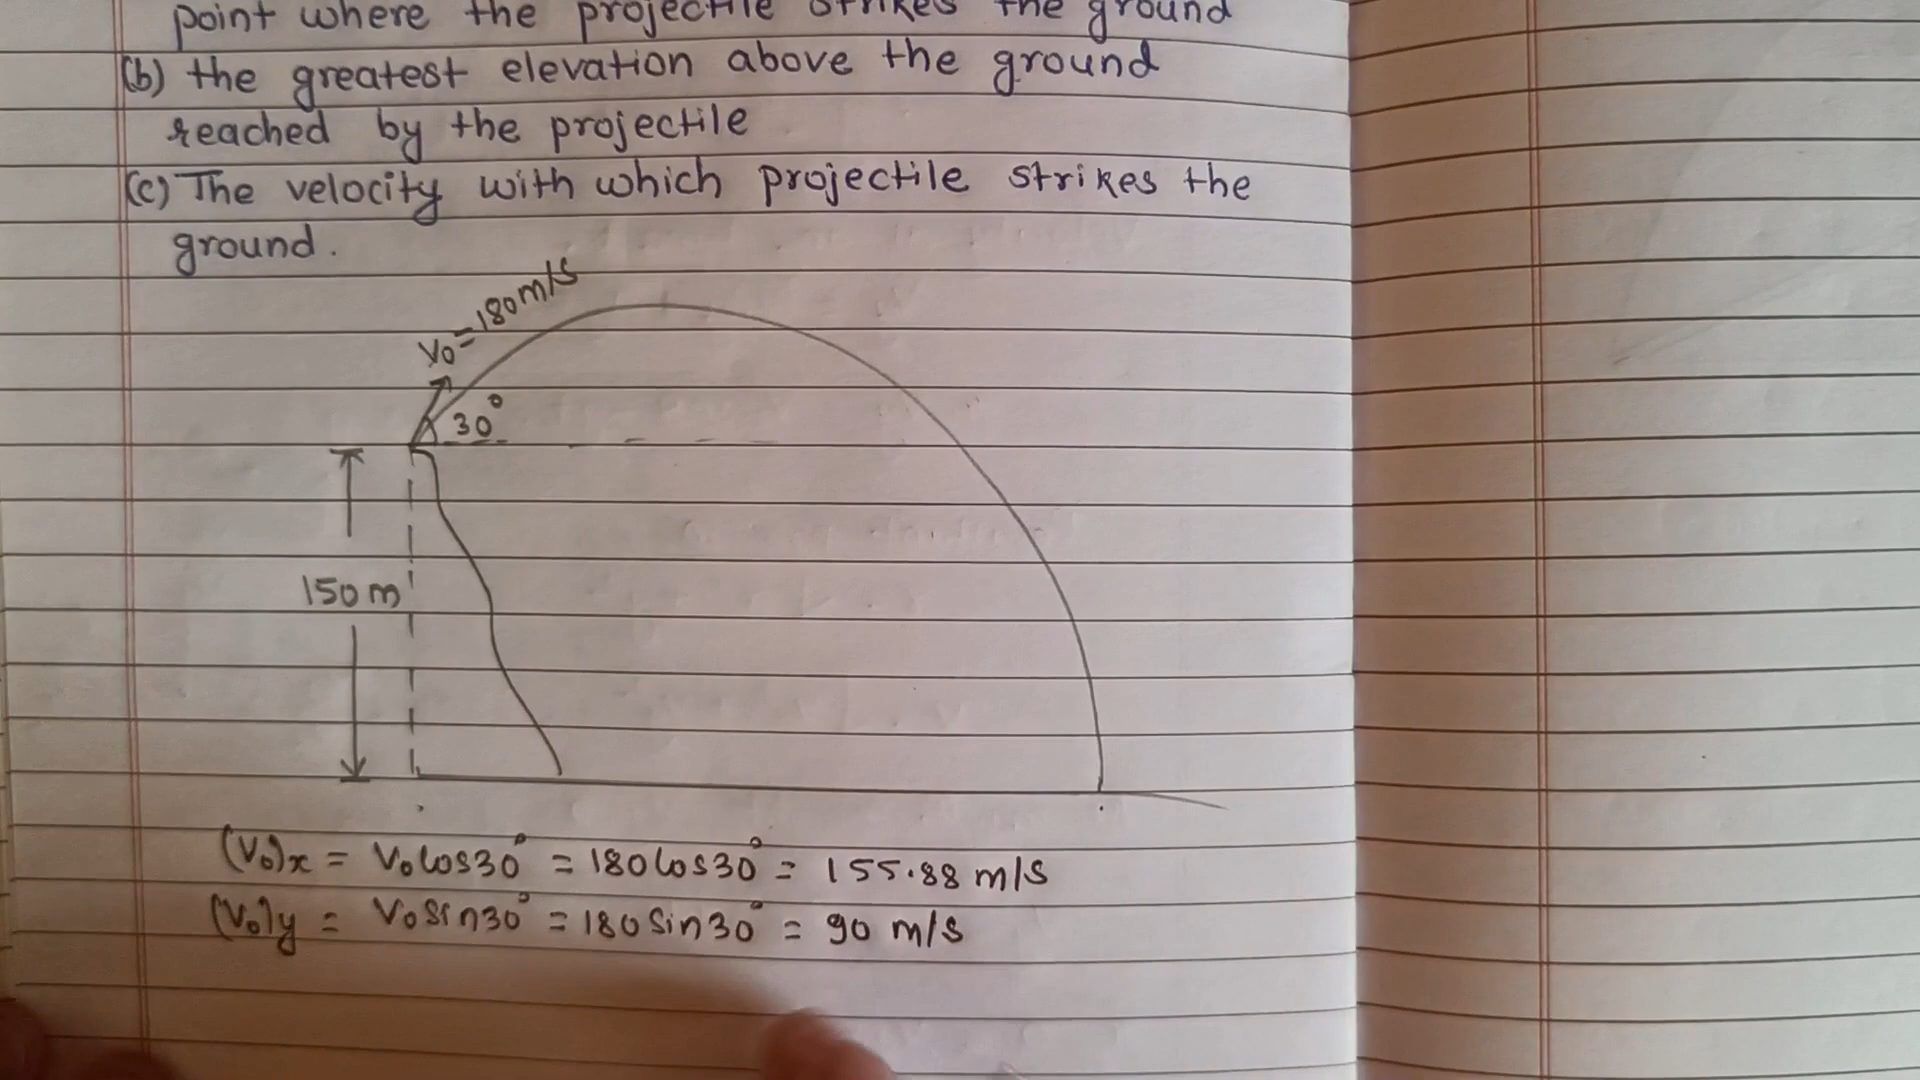 point where the projectile strikes the ground
(b) the greatest elevation above the ground
reached by the projectile
(c) The velocity with which projectile strikes the
ground.
V0 = 180 m/s
30°
150 m
(V₀)x = V₀ cos30° = 180 cos30° = 155.88 m/s
(V₀)y = V₀ sin30° = 180 sin30° = 90 m/s